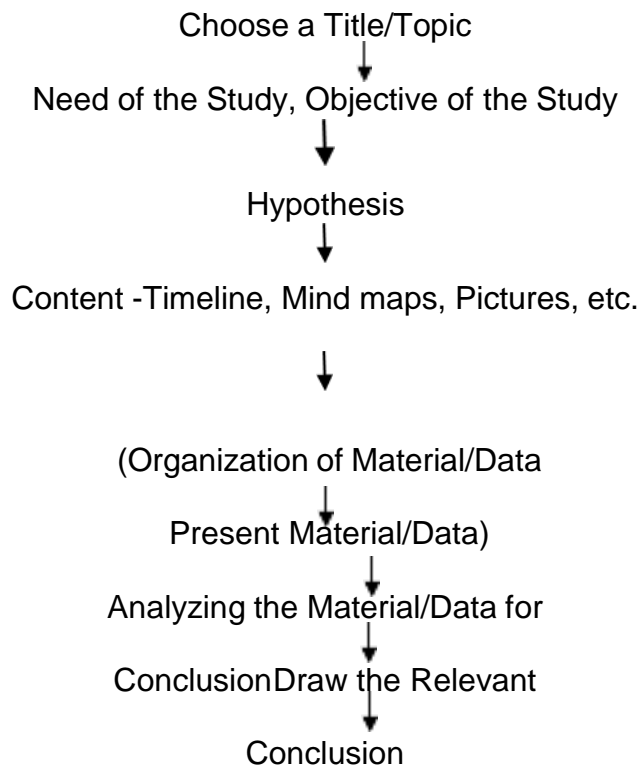 Choose a Title/Topic
Need of the Study, Objective of the Study
Hypothesis
Content -Timeline, Mind maps, Pictures, etc.
(Organization of Material/Data
Present Material/Data)
Analyzing the Material/Data for
ConclusionDraw the Relevant
Conclusion